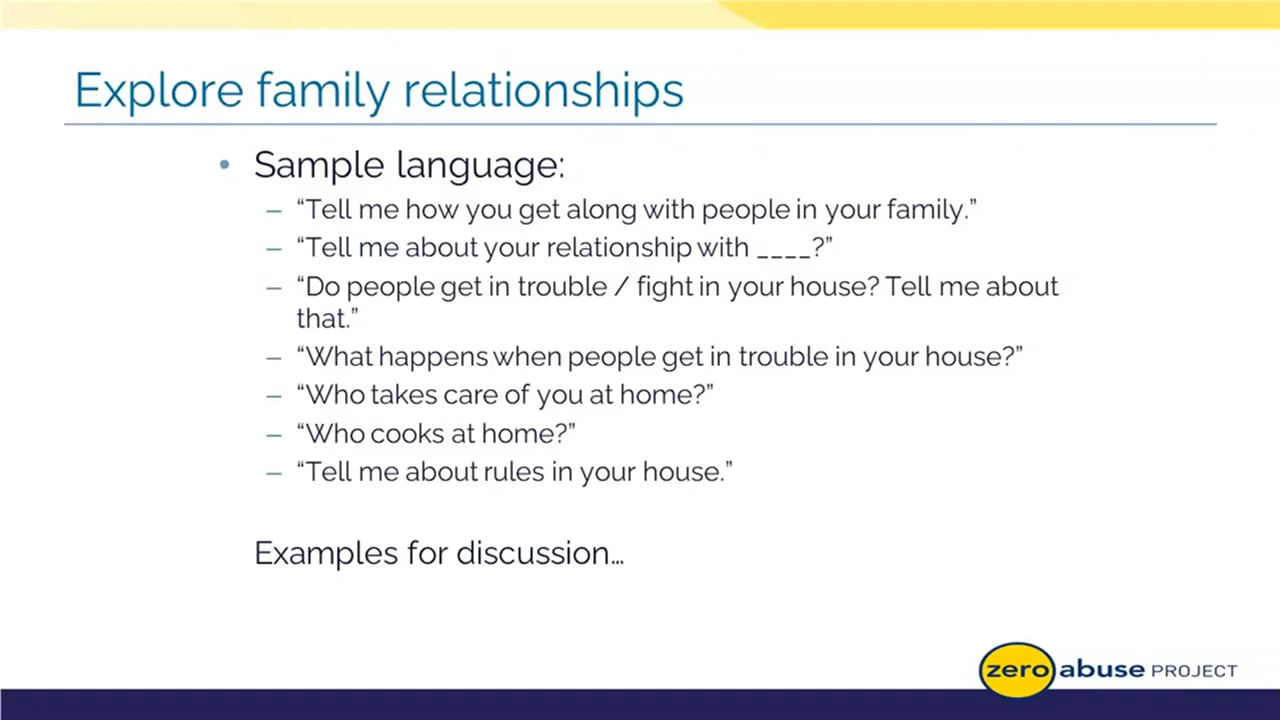 Explore family relationships
• Sample language:
– “Tell me how you get along with people in your family.”
– “Tell me about your relationship with ____?”
– “Do people get in trouble / fight in your house? Tell me about
that.”
– “What happens when people get in trouble in your house?”
– “Who takes care of you at home?”
– “Who cooks at home?”
– “Tell me about rules in your house.”
Examples for discussion…
zero abuse PROJECT